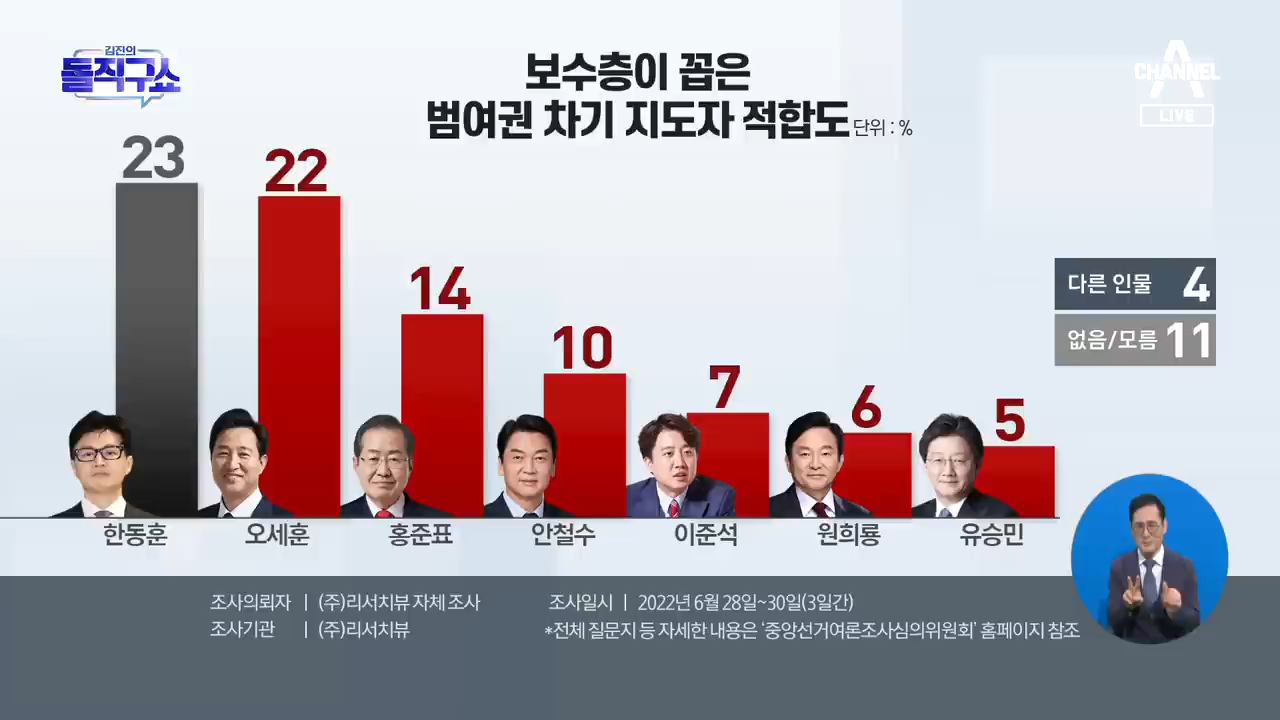 김진의
돌직구쇼
보수층이 꼽은
범여권 차기 지도자 적합도 단위 : %
CHANNEL A
LIVE
23
22
14
10
7
6
5
다른 인물 4
없음/모름 11
한동훈
오세훈
홍준표
안철수
이준석
원희룡
유승민
조사의뢰자 | (주)리서치뷰 자체 조사
조사일시 | 2022년 6월 28일~30일(3일간)
조사기관 | (주)리서치뷰
*전체 질문지 등 자세한 내용은 '중앙선거여론조사심의위원회' 홈페이지 참조